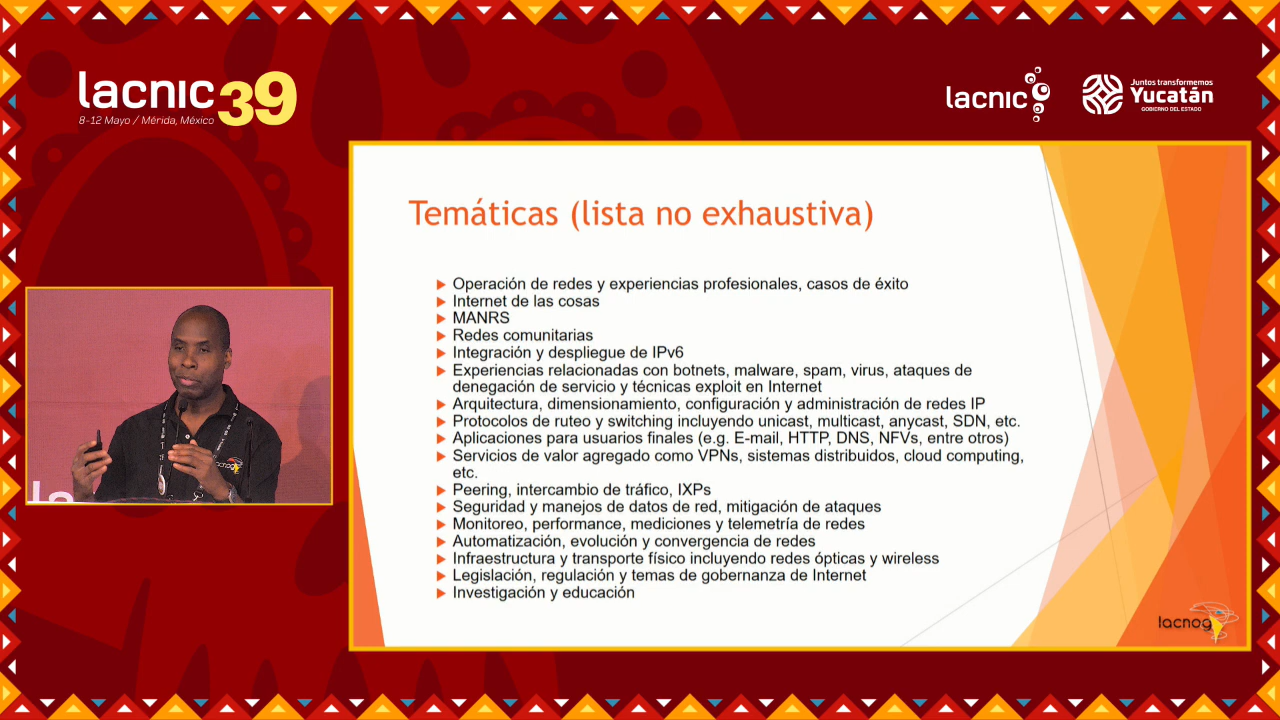 lacnic 39
8-12 Mayo / Mérida, México
lacnic
Juntos transformemos
Yucatán
GOBIERNO DEL ESTADO
Temáticas (lista no exhaustiva)
Operación de redes y experiencias profesionales, casos de éxito
Internet de las cosas
MANRS
Redes comunitarias
Integración y despliegue de IPv6
Experiencias relacionadas con botnets, malware, spam, virus, ataques de
denegación de servicio y técnicas exploit en Internet
Arquitectura, dimensionamiento, configuración y administración de redes IP
Protocolos de ruteo y switching incluyendo unicast, multicast, anycast, SDN, etc.
Aplicaciones para usuarios finales (e.g. E-mail, HTTP, DNS, NFVs, entre otros)
Servicios de valor agregado como VPNs, sistemas distribuidos, cloud computing,
etc.
Peering, intercambio de tráfico, IXPs
Seguridad y manejos de datos de red, mitigación de ataques
Monitoreo, performance, mediciones y telemetría de redes
Automatización, evolución y convergencia de redes
Infraestructura y transporte físico incluyendo redes ópticas y wireless
Legislación, regulación y temas de gobernanza de Internet
Investigación y educación
lacnog
lacnog
la